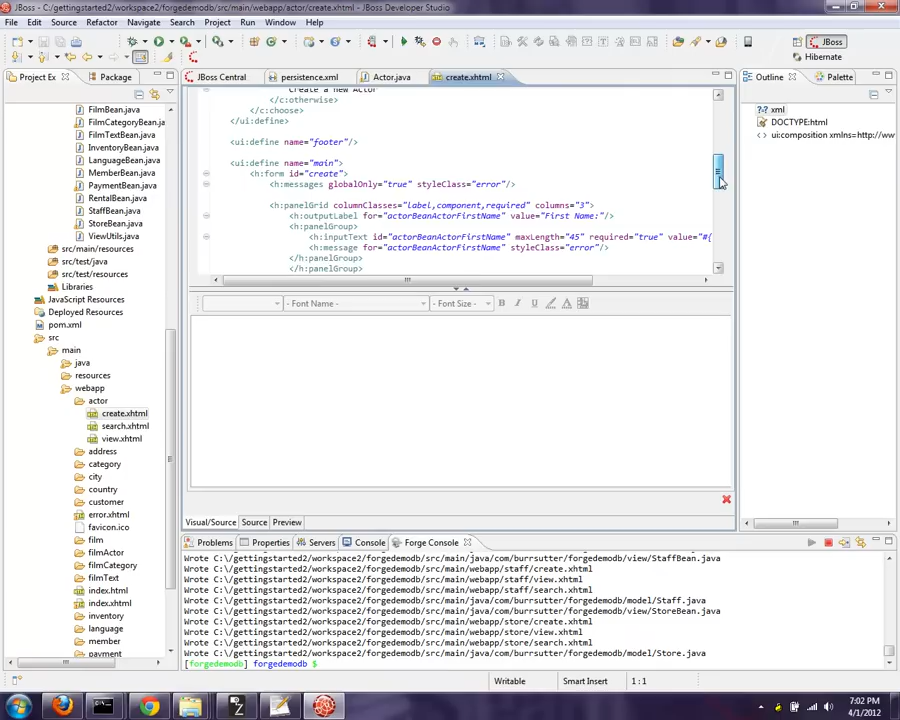 JBoss - C:/gettingstarted2/workspace2/forgedemodb/src/main/webapp/actor/create.xhtml - JBoss Developer Studio
File Edit Source Refactor Navigate Search Project Run Window Help
JBoss
Hibernate
Project Ex
Package
FilmBean.java
FilmCategoryBean.java
FilmTextBean.java
InventoryBean.java
LanguageBean.java
MemberBean.java
PaymentBean.java
RentalBean.java
StaffBean.java
StoreBean.java
ViewUtils.java
src/main/resources
src/test/java
src/test/resources
Libraries
JavaScript Resources
Deployed Resources
pom.xml
src
main
java
resources
webapp
actor
create.xhtml
search.xhtml
view.xhtml
address
category
city
country
customer
error.xhtml
favicon.ico
film
filmActor
filmCategory
filmText
index.html
index.xhtml
inventory
language
member
payment
JBoss Central
persistence.xml
Actor.java
create.xhtml
Create a new Actor
</c:otherwise>
</c:choose>
</ui:define>
<ui:define name="footer"/>
<ui:define name="main">
<h:form id="create">
<h:messages globalOnly="true" styleClass="error"/>
<h:panelGrid columnClasses="label,component,required" columns="3">
<h:outputLabel for="actorBeanActorFirstName" value="First Name:"/>
<h:panelGroup>
<h:inputText id="actorBeanActorFirstName" maxLength="45" required="true" value="#{
<h:message for="actorBeanActorFirstName" styleClass="error"/>
</h:panelGroup>
</h:panelGroup>
- Font Name -
- Font Size -
B I U A
Visual/Source Source Preview
Outline
Palette
?-? xml
DOCTYPE:html
ui:composition xmlns=http://ww
Problems
Properties
Servers
Console
Forge Console
Wrote C:\gettingstarted2\workspace2\forgedemodb\src/main/java/com/burrsutter/forgedemodb/view/StaffBean.java
Wrote C:\gettingstarted2\workspace2\forgedemodb\src/main/webapp/staff/create.xhtml
Wrote C:\gettingstarted2\workspace2\forgedemodb\src/main/webapp/staff/view.xhtml
Wrote C:\gettingstarted2\workspace2\forgedemodb\src/main/webapp/staff/search.xhtml
Wrote C:\gettingstarted2\workspace2\forgedemodb\src/main/java/com/burrsutter/forgedemodb/model/Staff.java
Wrote C:\gettingstarted2\workspace2\forgedemodb\src/main/java/com/burrsutter/forgedemodb/view/StoreBean.java
Wrote C:\gettingstarted2\workspace2\forgedemodb\src/main/webapp/store/create.xhtml
Wrote C:\gettingstarted2\workspace2\forgedemodb\src/main/webapp/store/view.xhtml
Wrote C:\gettingstarted2\workspace2\forgedemodb\src/main/webapp/store/search.xhtml
Wrote C:\gettingstarted2\workspace2\forgedemodb\src/main/java/com/burrsutter/forgedemodb/model/Store.java
[forgedemodb] forgedemodb $
Writable
Smart Insert
1 : 1
7:02 PM
4/1/2012